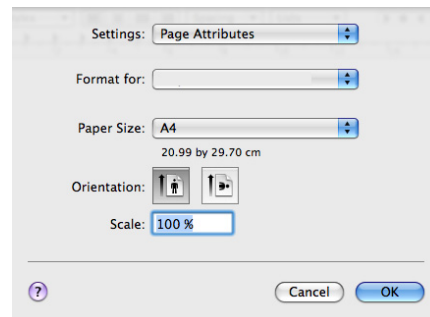 Settings: Page Attributes
Format for:
Paper Size: A4
20.99 by 29.70 cm
Orientation:
Scale: 100 %
? Cancel OK